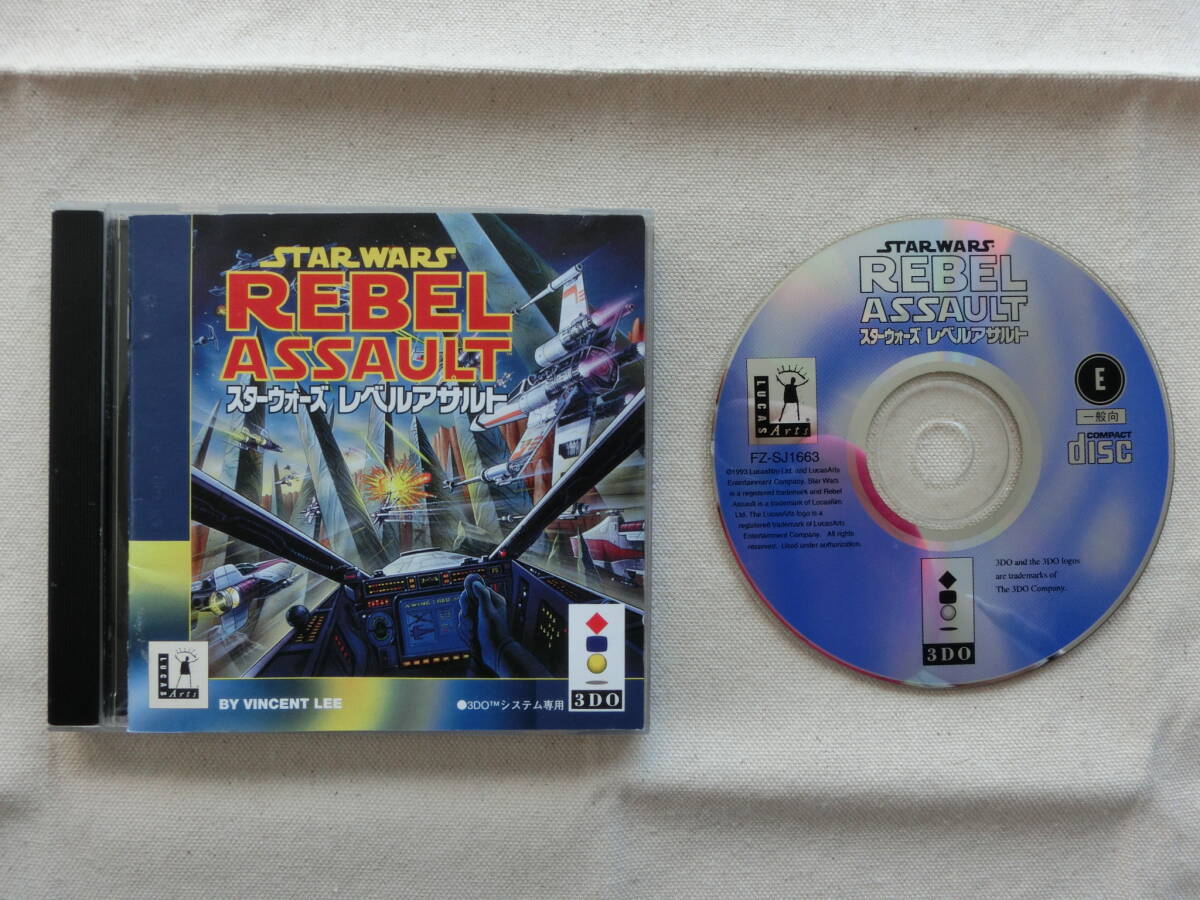 STAR WARS
REBEL
ASSAULT
スターウォーズ レベルアサルト
LUCAS
Arts
BY VINCENT LEE
●3DO™システム専用
3DO
STAR WARS
REBEL
ASSAULT
スターウォーズ レベルアサルト
LUCAS
Arts
E
一般向
COMPACT
disc
FZ-SJ1663
©1993 Lucasfilm Ltd. and LucasArts
Entertainment Company. Star Wars
is a registered trademark and Rebel
Assault is a trademark of Lucasfilm
Ltd. The LucasArts logo is a
registered trademark of LucasArts
Entertainment Company. All rights
reserved. Used under authorization.
3DO and the 3DO logos
are trademarks of
The 3DO Company.
3DO